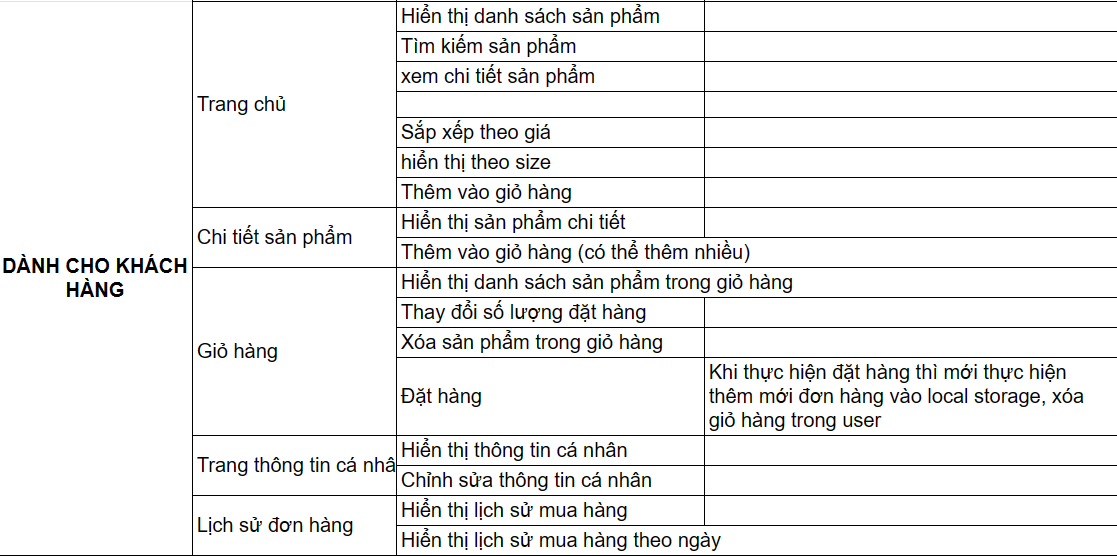 DÀNH CHO KHÁCH
HÀNG
Trang chủ
Hiển thị danh sách sản phẩm
Tìm kiếm sản phẩm
xem chi tiết sản phẩm
Sắp xếp theo giá
hiển thị theo size
Thêm vào giỏ hàng
Chi tiết sản phẩm
Hiển thị sản phẩm chi tiết
Thêm vào giỏ hàng (có thể thêm nhiều)
Giỏ hàng
Hiển thị danh sách sản phẩm trong giỏ hàng
Thay đổi số lượng đặt hàng
Xóa sản phẩm trong giỏ hàng
Đặt hàng
Khi thực hiện đặt hàng thì mới thực hiện
thêm mới đơn hàng vào local storage, xóa
giỏ hàng trong user
Trang thông tin cá nhâ
Hiển thị thông tin cá nhân
Chỉnh sửa thông tin cá nhân
Lịch sử đơn hàng
Hiển thị lịch sử mua hàng
Hiển thị lịch sử mua hàng theo ngày